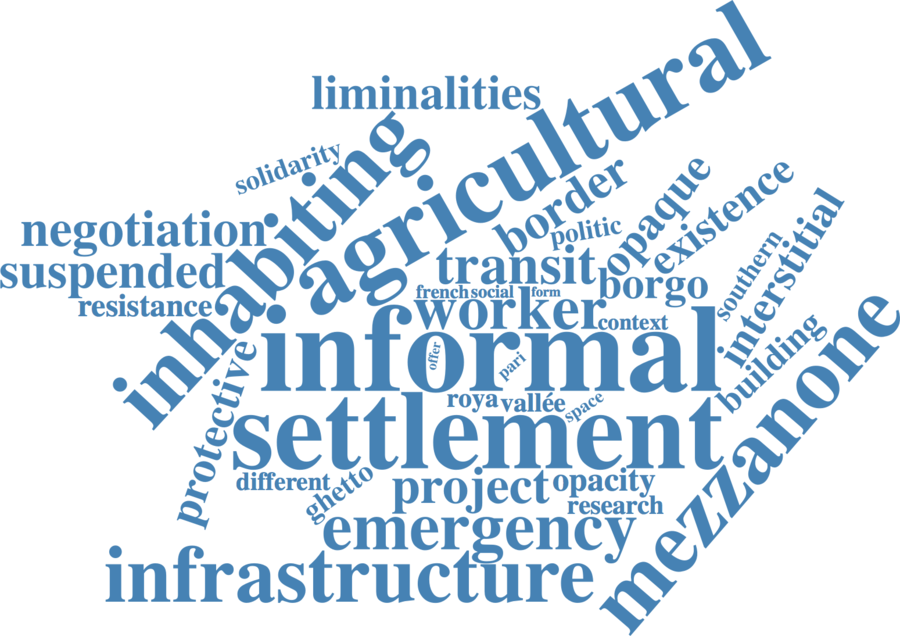 liminalities
agricultural
solidarity
inhabiting
border
opaque
existence
negotiation
politic
suspended
transit
borgo
southern
interstitial
resistance
french
social
form
worker
context
informal
offer
pari
building
mezzanone
protective
roya
vallée
space
settlement
different
ghetto
project
opacity
research
emergency
infrastructure